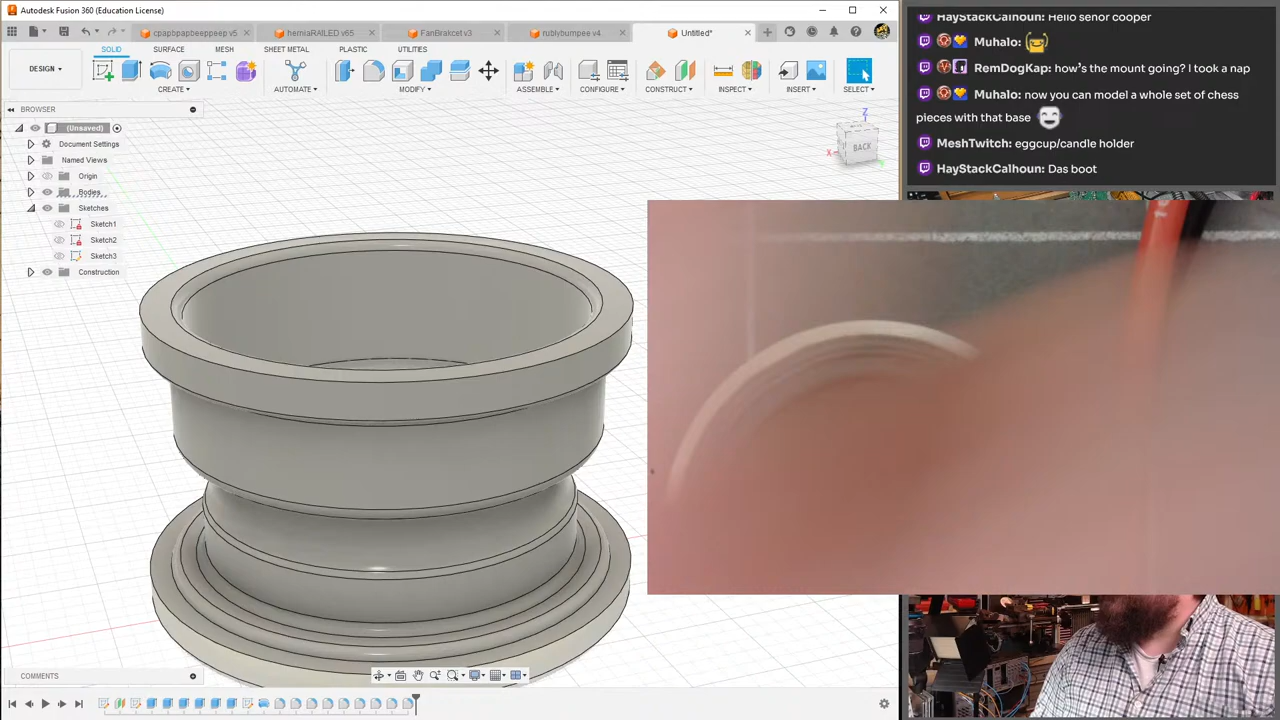 Autodesk Fusion 360 (Education License)
cpapbpapbeeppeep v5
hemiaRAILED v65
FanBrakcet v3
rublybumpee v4
Untitled*
SOLID SURFACE MESH SHEET METAL PLASTIC UTILITIES
DESIGN
CREATE AUTOMATE MODIFY ASSEMBLE CONFIGURE CONSTRUCT INSPECT INSERT SELECT
BROWSER
(Unsaved)
Document Settings
Named Views
Origin
Bodies
Sketches
Sketch1
Sketch2
Sketch3
Construction
Z
X
Y
BACK
COMMENTS
HayStackCalhoun: Hello senor cooper
Muhalo:
RemDogKap: how's the mount going? I took a nap
Muhalo: now you can model a whole set of chess
pieces with that base
MeshTwitch: eggcup/candle holder
HayStackCalhoun: Das boot